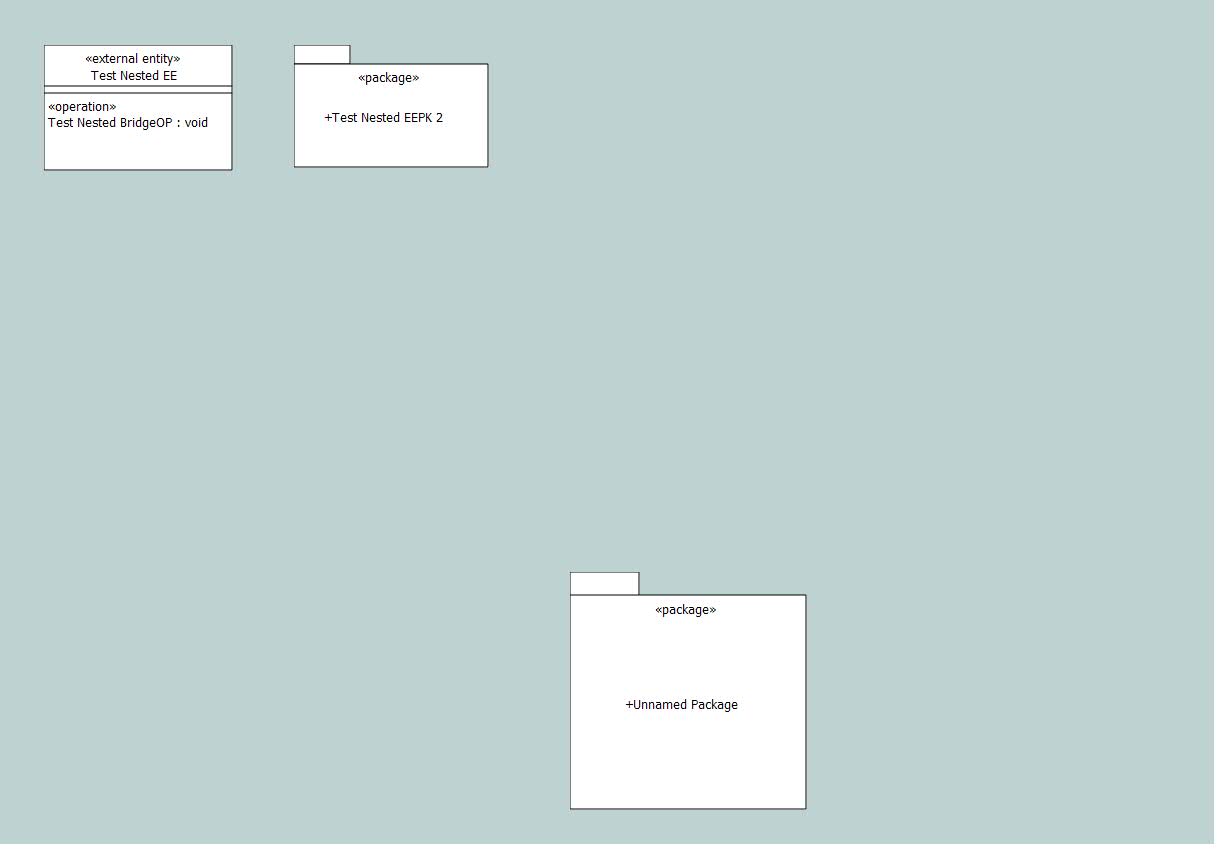 «external entity»
Test Nested EE
«operation»
Test Nested BridgeOP : void
«package»
+Test Nested EEPK 2
«package»
+Unnamed Package